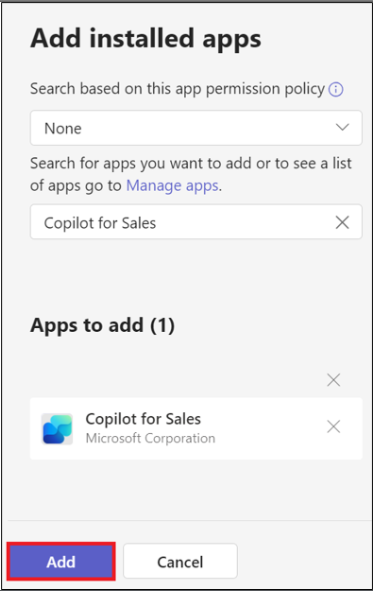 Add installed apps
Search based on this app permission policy
None
Search for apps you want to add or to see a list
of apps go to Manage apps.
Copilot for Sales
Apps to add (1)
Copilot for Sales
Microsoft Corporation
Add
Cancel